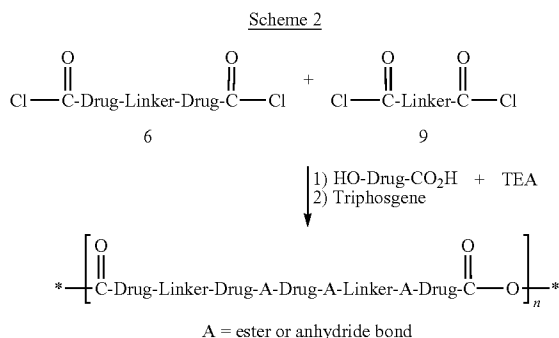 Scheme 2
O O O O
Cl—C-Drug-Linker-Drug-C—Cl + Cl—C-Linker-C—Cl
6 9
1) HO-Drug-CO₂H + TEA
2) Triphosgene
O O
*—[C-Drug-Linker-Drug-A-Drug-A-Linker-A-Drug-C—O]n—*
A = ester or anhydride bond